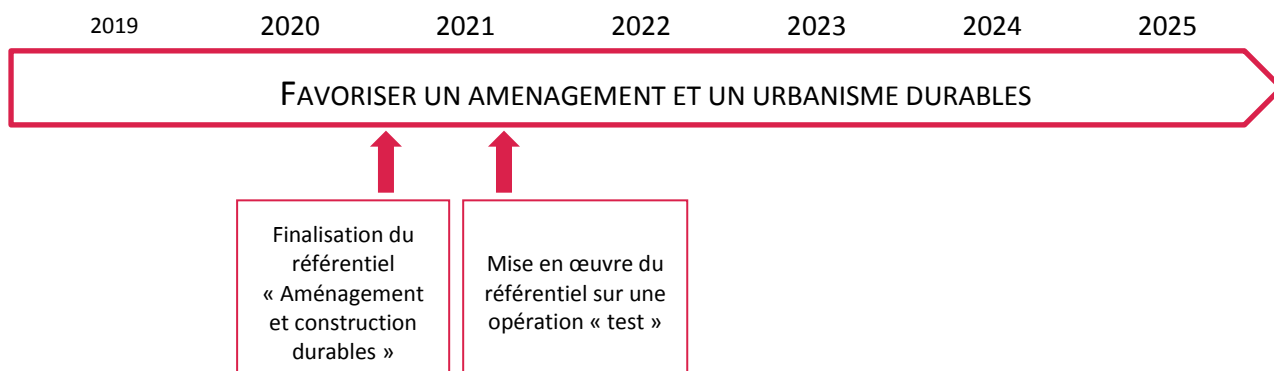 2019 2020 2021 2022 2023 2024 2025
FAVORISER UN AMENAGEMENT ET UN URBANISME DURABLES
Finalisation du
référentiel
« Aménagement
et construction
durables »
Mise en œuvre du
référentiel sur une
opération « test »